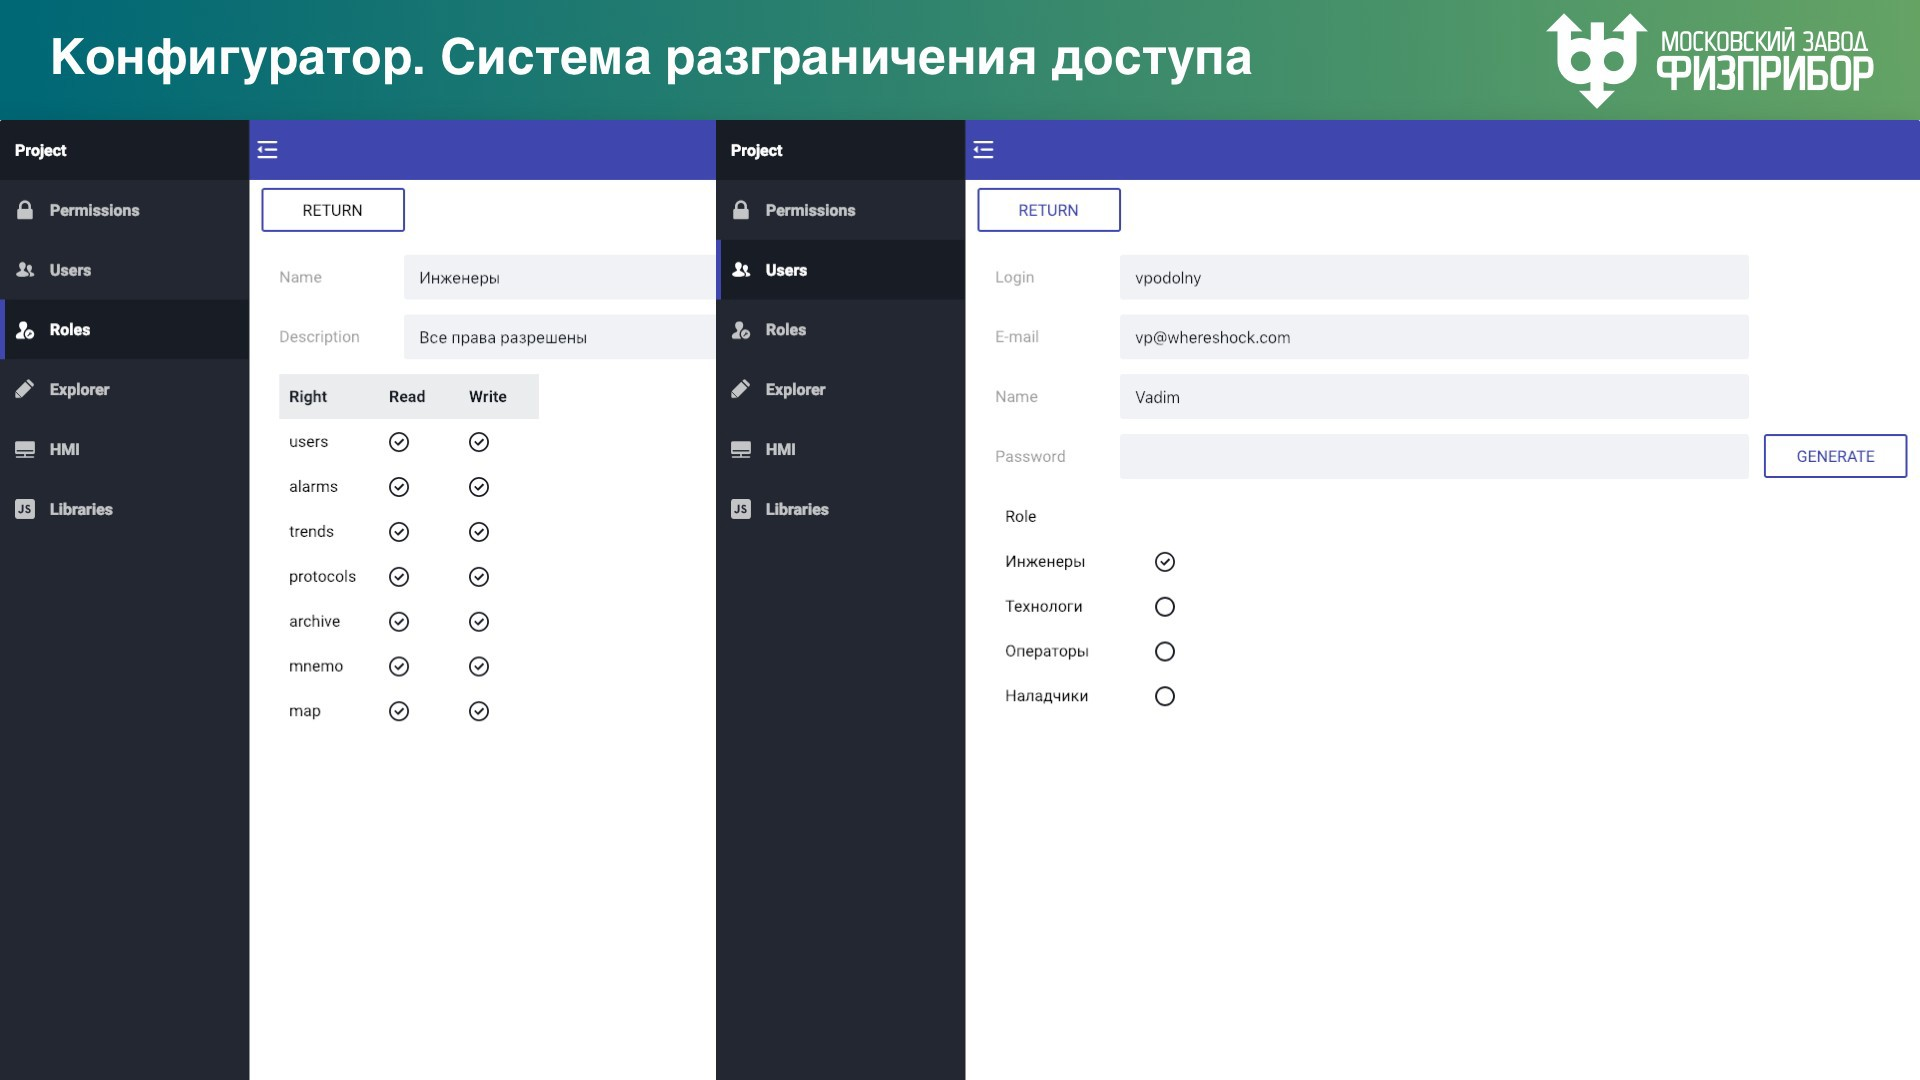 Конфигуратор. Система разграничения доступа
МОСКОВСКИЙ ЗАВОД
ФИЗПРИБОР
Project
Permissions
Users
Roles
Explorer
HMI
JS Libraries
RETURN
Name Инженеры
Description Все права разрешены
Right Read Write
users
alarms
trends
protocols
archive
mnemo
map
Project
Permissions
Users
Roles
Explorer
HMI
JS Libraries
RETURN
Login vpodolny
E-mail vp@whereshock.com
Name Vadim
Password GENERATE
Role
Инженеры
Технологи
Операторы
Наладчики